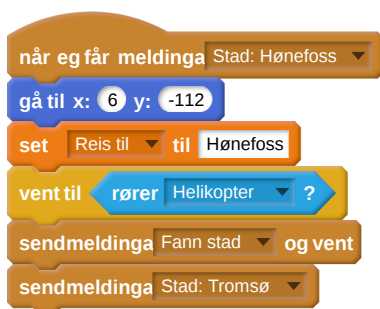 når eg får meldinga Stad: Hønefoss
gå til x: 6 y: -112
set Reis til til Hønefoss
vent til rører Helikopter ?
sendmeldinga Fann stad og vent
sendmeldinga Stad: Tromsø